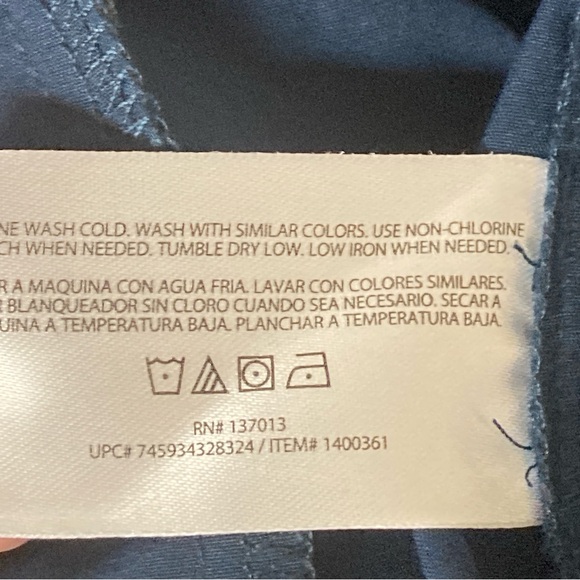 NE WASH COLD. WASH WITH SIMILAR COLORS. USE NON-CHLORINE
CH WHEN NEEDED. TUMBLE DRY LOW. LOW IRON WHEN NEEDED.
R A MAQUINA CON AGUA FRIA. LAVAR CON COLORES SIMILARES.
BLANQUEADOR SIN CLORO CUANDO SEA NECESARIO. SECAR A
UINA A TEMPERATURA BAJA. PLANCHAR A TEMPERATURA BAJA.
RN# 137013
UPC# 745934328324 / ITEM# 1400361